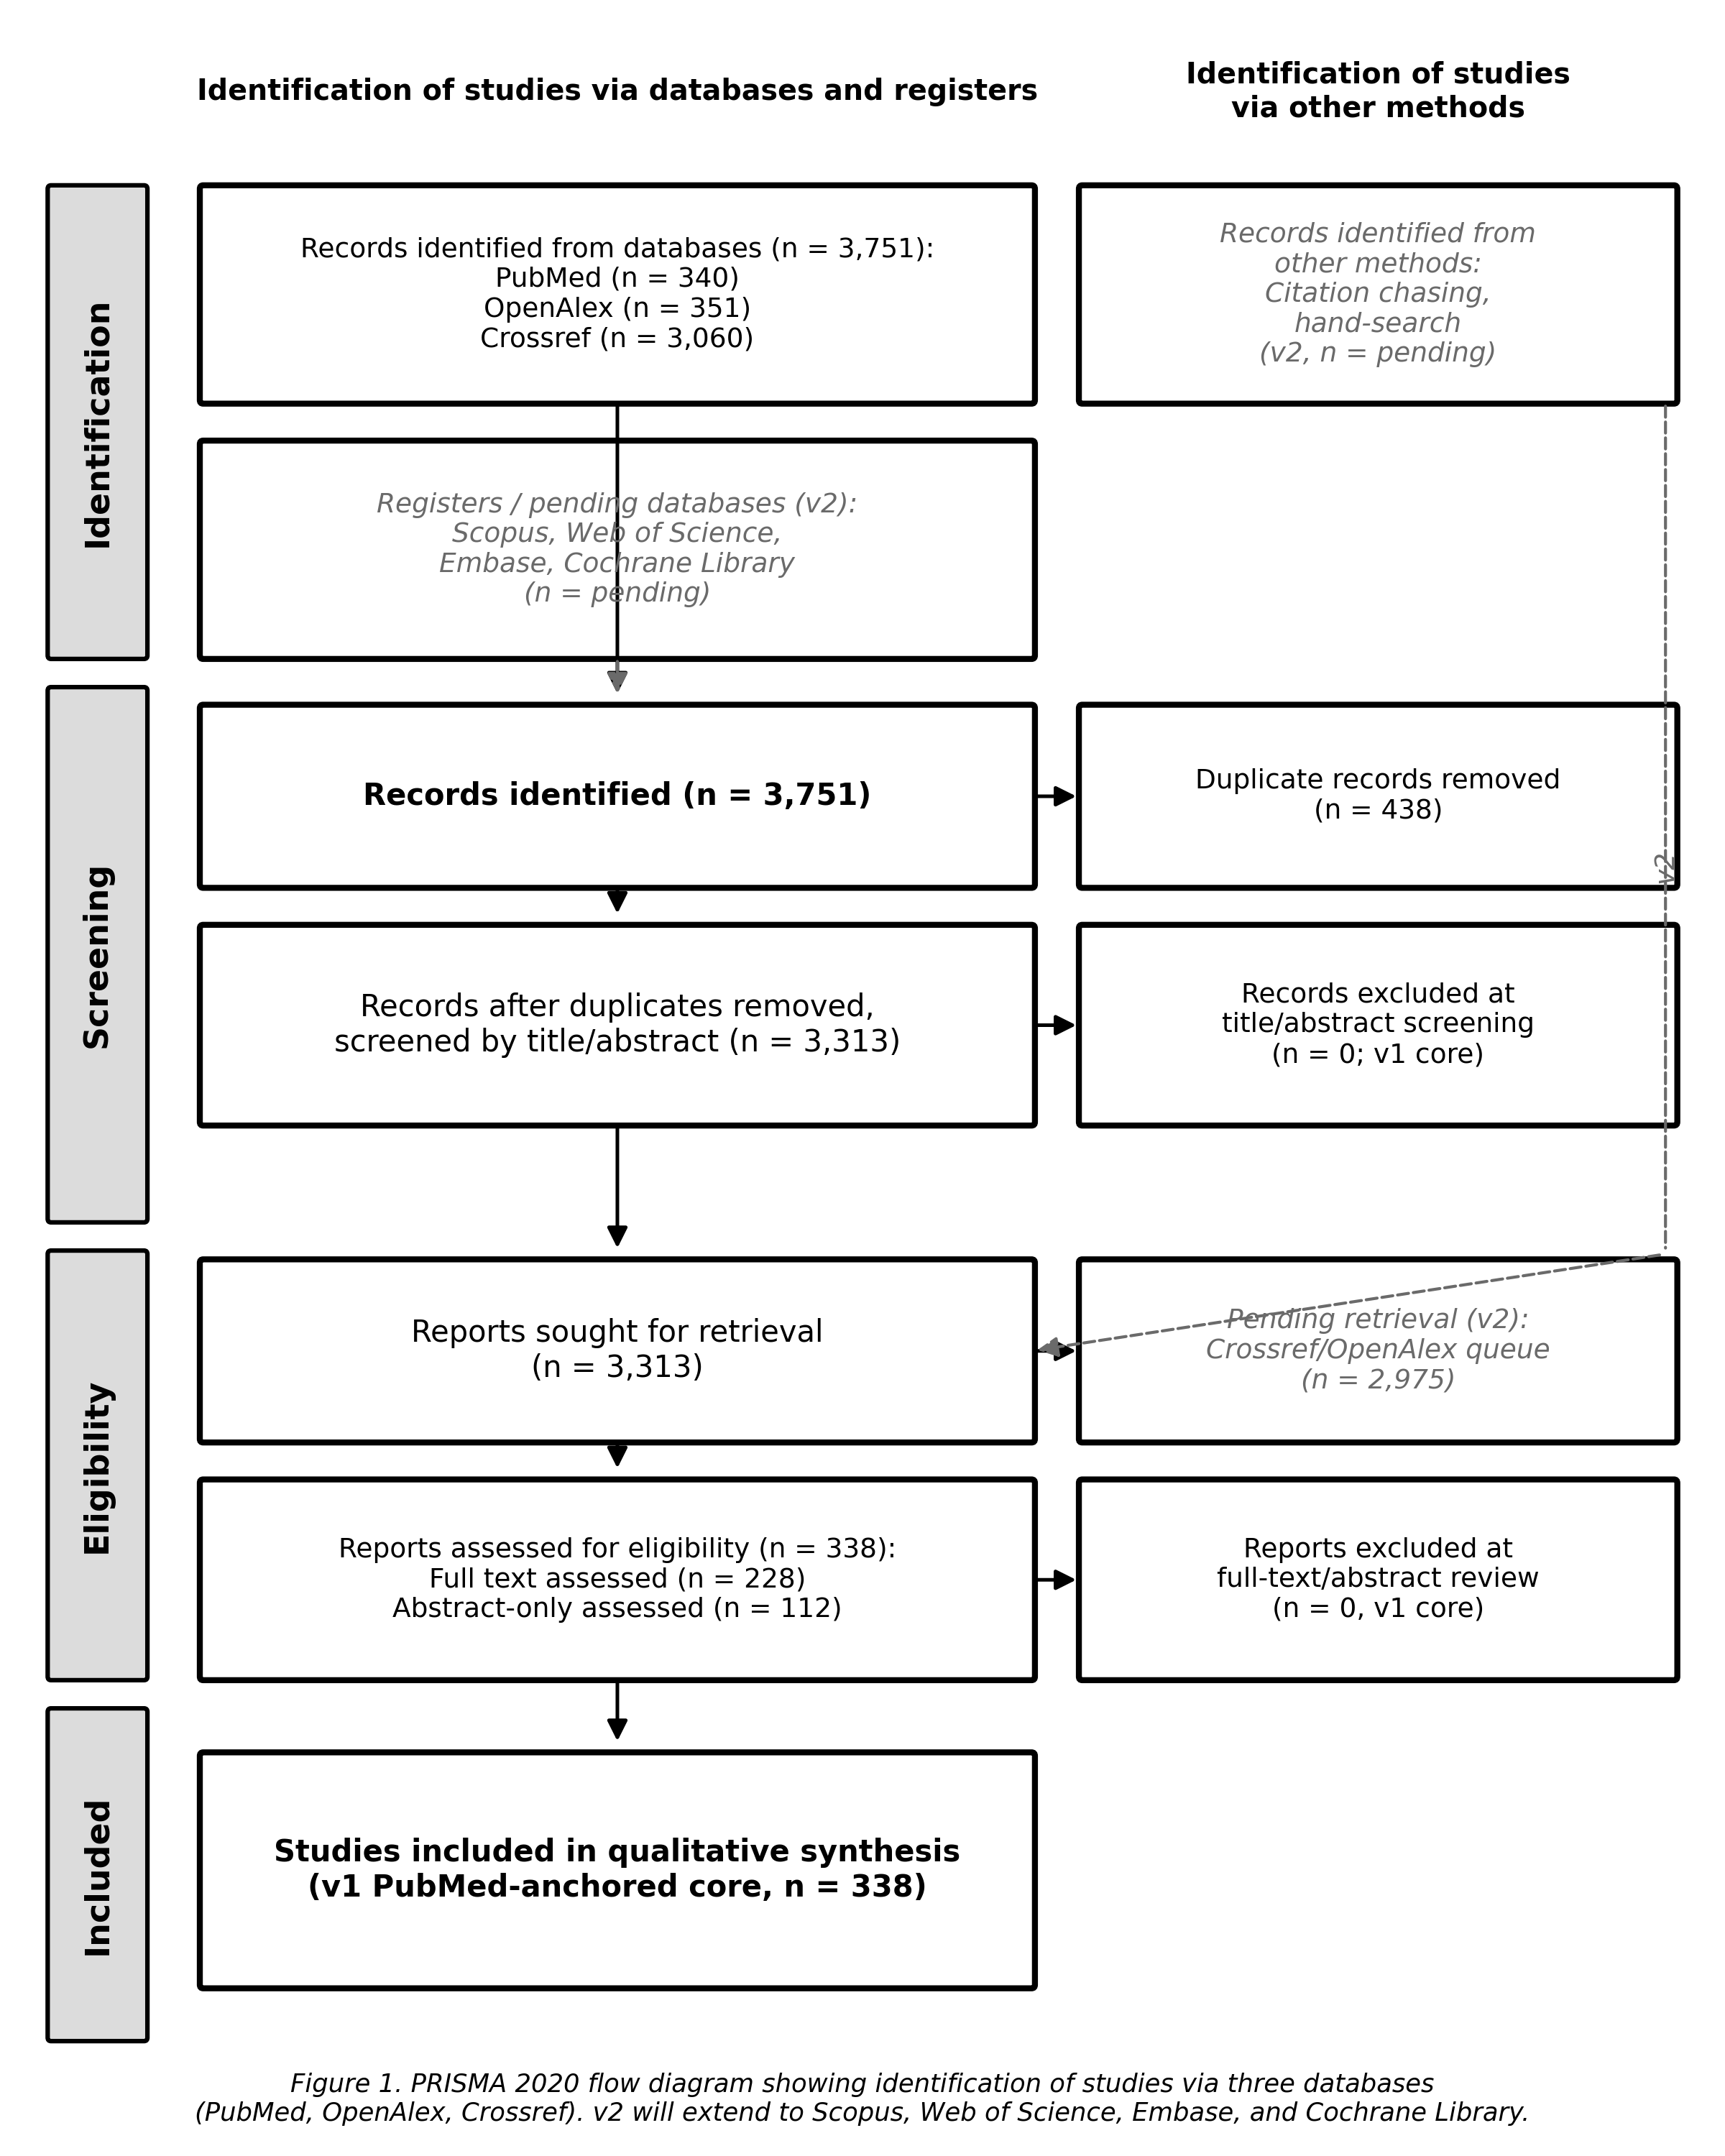 Identification of studies via databases and registers
Identification of studies
via other methods
Identification
Records identified from databases (n = 3,751):
PubMed (n = 340)
OpenAlex (n = 351)
Crossref (n = 3,060)
Records identified from
other methods:
Citation chasing,
hand-search
(v2, n = pending)
Registers / pending databases (v2):
Scopus, Web of Science,
Embase, Cochrane Library
(n = pending)
Screening
Records identified (n = 3,751)
Duplicate records removed
(n = 438)
v2
Records after duplicates removed,
screened by title/abstract (n = 3,313)
Records excluded at
title/abstract screening
(n = 0; v1 core)
Eligibility
Reports sought for retrieval
(n = 3,313)
Pending retrieval (v2):
Crossref/OpenAlex queue
(n = 2,975)
Reports assessed for eligibility (n = 338):
Full text assessed (n = 228)
Abstract-only assessed (n = 112)
Reports excluded at
full-text/abstract review
(n = 0, v1 core)
Included
Studies included in qualitative synthesis
(v1 PubMed-anchored core, n = 338)
Figure 1. PRISMA 2020 flow diagram showing identification of studies via three databases
(PubMed, OpenAlex, Crossref). v2 will extend to Scopus, Web of Science, Embase, and Cochrane Library.